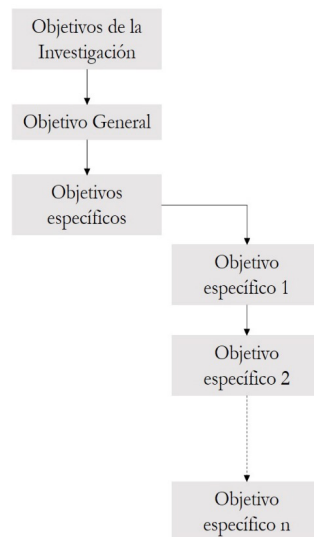 Objetivos de la
Investigación
Objetivo General
Objetivos
específicos
Objetivo
específico 1
Objetivo
específico 2
Objetivo
específico n